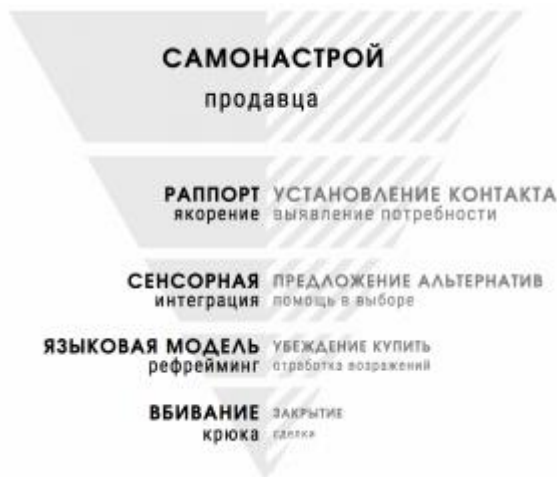 САМОНАСТРОЙ
продавца
РАППОРТ УСТАНОВЛЕНИЕ КОНТАКТА
якорение выявление потребности
СЕНСОРНАЯ ПРЕДЛОЖЕНИЕ АЛЬТЕРНАТИВ
интеграция помощь в выборе
ЯЗЫКОВАЯ МОДЕЛЬ УБЕЖДЕНИЕ КУПИТЬ
рефрейминг отработка возражений
ВБИВАНИЕ ЗАКРЫТИЕ
крюка сделки